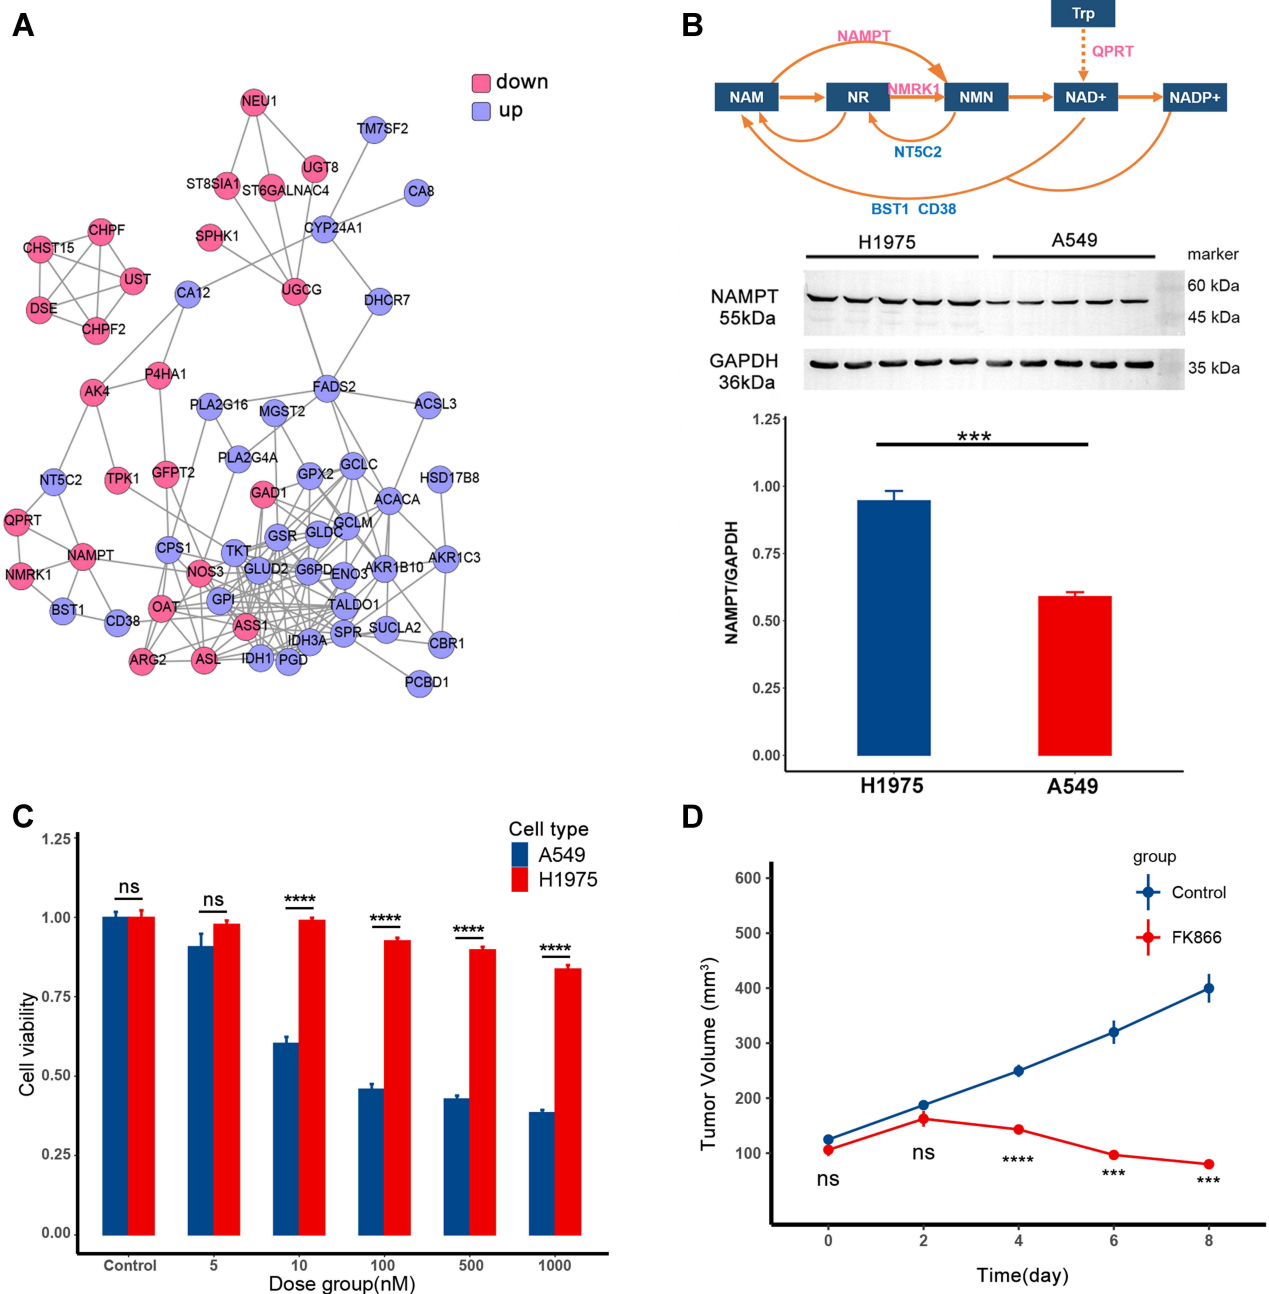 A
down
up
NEU1
TM7SF2
UGT8
ST8SIA1
ST6GALNAC4
CA8
CYP24A1
SPHK1
CHPF
CHST15
UST
DSE
CHPF2
CA12
UGCG
DHCR7
P4HA1
AK4
FADS2
PLA2G16
MGST2
ACSL3
PLA2G4A
GPX2
GCLC
HSD17B8
NT5C2
TPK1
GFPT2
GAD1
ACACA
QPRT
GSR
GLDC
GCLM
NAMPT
CPS1
TKT
GLUD2
G6PD
ENO3
AKR1B10
AKR1C3
NMRK1
NOS3
GPI
TALDO1
BST1
CD38
OAT
ASS1
IDH3A
SPR
SUCLA2
CBR1
ARG2
ASL
IDH1
PGD
PCBD1
B
Trp
NAMPT
QPRT
NAM
NR
NMRK1
NMN
NAD+
NADP+
NT5C2
BST1 CD38
H1975
A549
marker
NAMPT
55kDa
60 kDa
45 kDa
GAPDH
36kDa
35 kDa
1.25
1.00
0.75
0.50
0.25
0.00
NAMPT/GAPDH
***
H1975
A549
C
Cell type
A549
H1975
1.25
1.00
0.75
0.50
0.25
0.00
Cell viability
ns
ns
****
****
****
****
Control
5
10
100
500
1000
Dose group(nM)
D
group
Control
FK866
600
500
400
300
200
100
Tumor Volume (mm³)
ns
ns
****
***
***
0
2
4
6
8
Time(day)